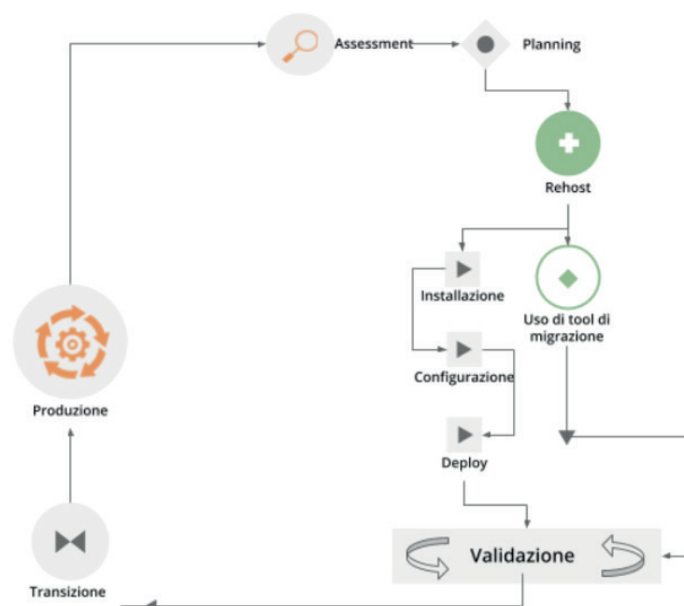 Assessment
Planning
Rehost
Installazione
Uso di tool di
migrazione
Configurazione
Produzione
Deploy
Validazione
Transizione